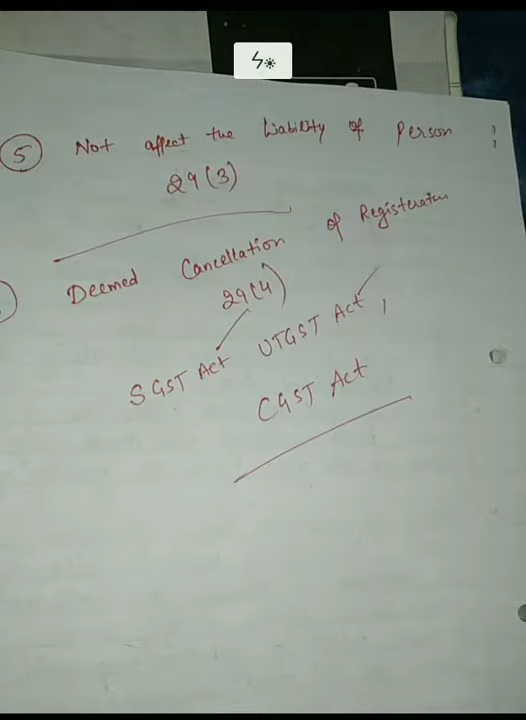 5 Not affect the Liability of Person
29(3)
Deemed Cancellation of Registeration
29(4)
SGST Act UTGST Act,
CGST Act